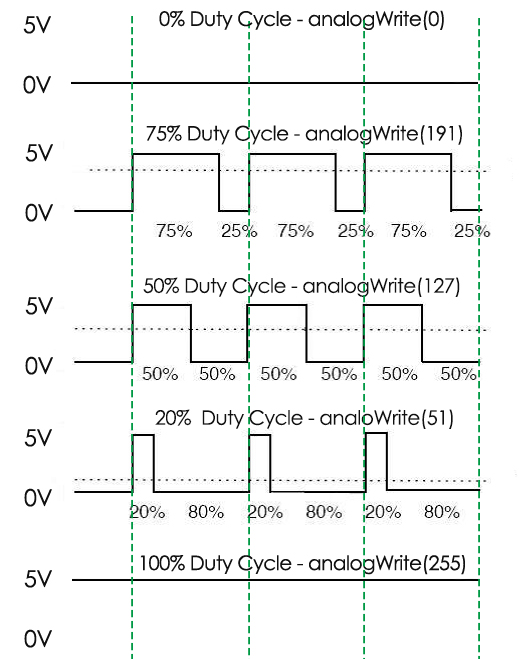 5V
0% Duty Cycle - analogWrite(0)
0V
75% Duty Cycle - analogWrite(191)
5V
0V
75% 25% 75% 25% 75% 25%
50% Duty Cycle - analogWrite(127)
5V
0V
50% 50% 50% 50% 50% 50%
20% Duty Cycle - analoWrite(51)
5V
0V
20% 80% 20% 80% 20% 80%
100% Duty Cycle - analogWrite(255)
5V
0V